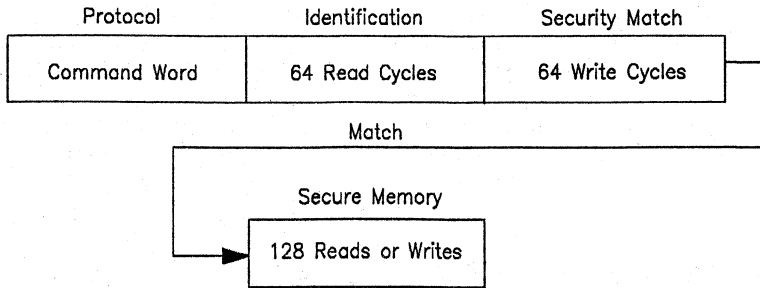 Protocol Identification Security Match
Command Word 64 Read Cycles 64 Write Cycles
Match
Secure Memory
128 Reads or Writes